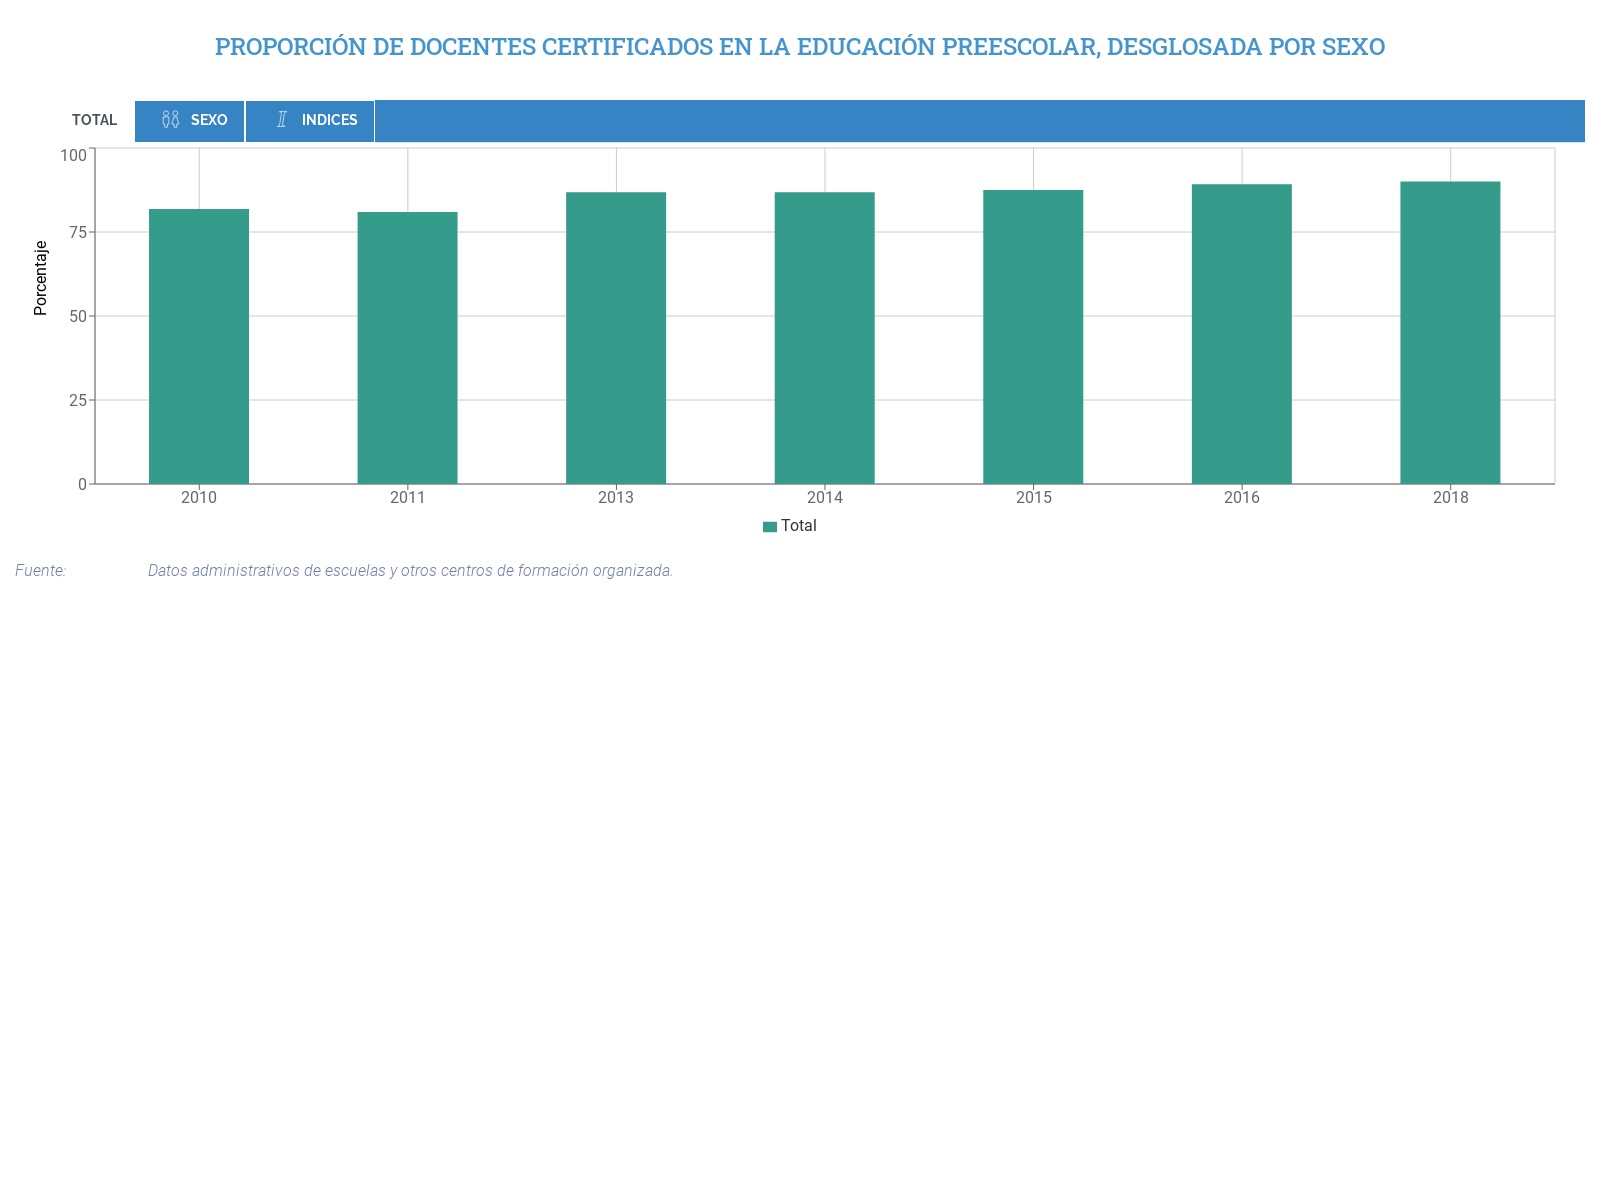 PROPORCIÓN DE DOCENTES CERTIFICADOS EN LA EDUCACIÓN PREESCOLAR, DESGLOSADA POR SEXO
TOTAL SEXO INDICES
100
75
50
25
0
Porcentaje
2010 2011 2013 2014 2015 2016 2018
Total
Fuente: Datos administrativos de escuelas y otros centros de formación organizada.